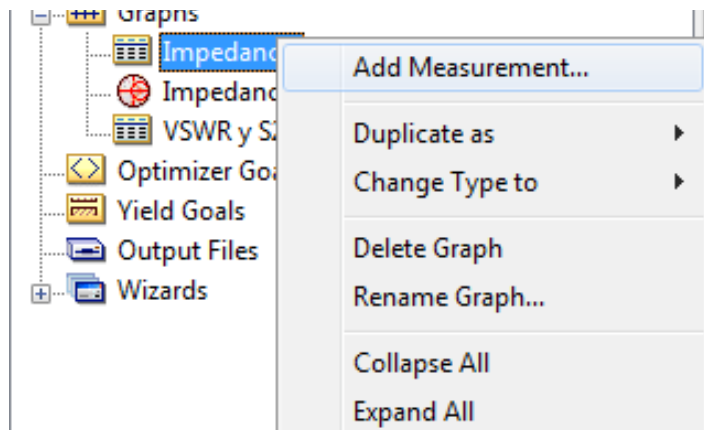 Graphs
Impedanc
Add Measurement...
Impedanc
VSWR y S
Duplicate as
Optimizer Goa
Change Type to
Yield Goals
Output Files
Delete Graph
Wizards
Rename Graph...
Collapse All
Expand All